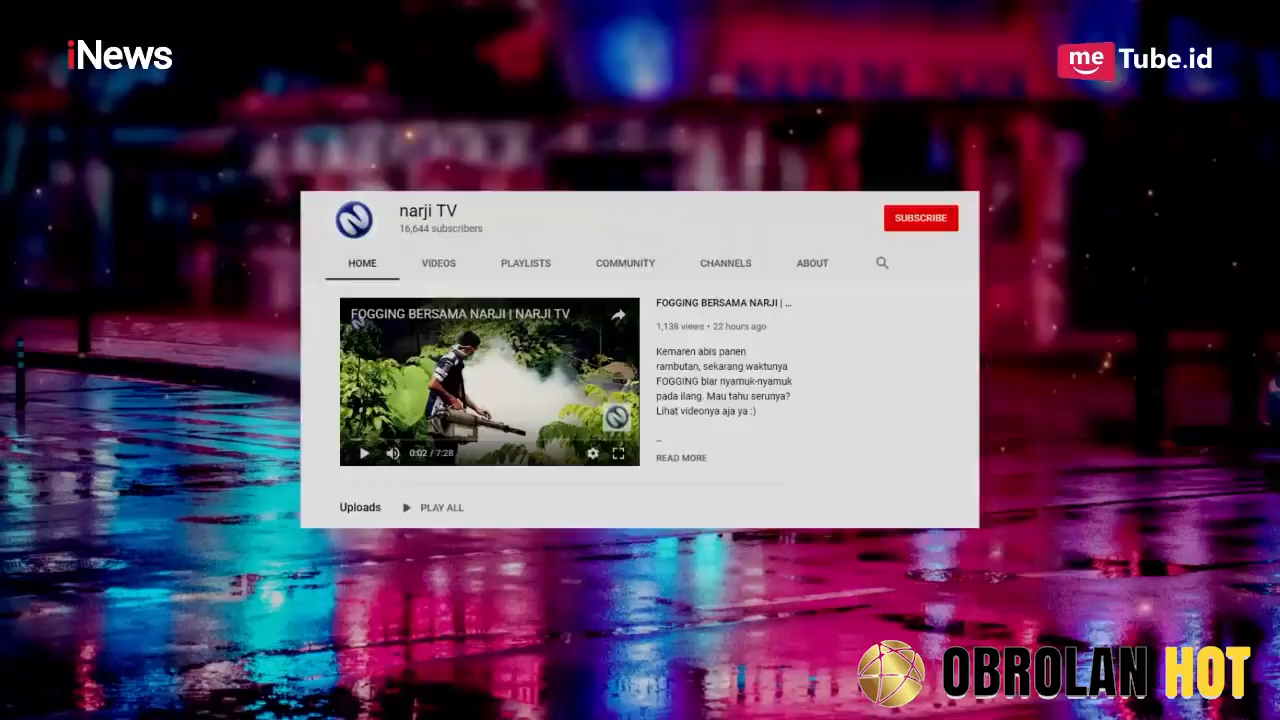 iNews
me Tube.id
narji TV
16,644 subscribers
SUBSCRIBE
HOME VIDEOS PLAYLISTS COMMUNITY CHANNELS ABOUT
FOGGING BERSAMA NARJI | NARJI TV
0:02 / 7:28
FOGGING BERSAMA NARJI | ...
1,138 views • 22 hours ago
Kemaren abis panen
rambutan, sekarang waktunya
FOGGING biar nyamuk-nyamuk
pada ilang. Mau tahu serunya?
Lihat videonya aja ya :)
...
READ MORE
Uploads PLAY ALL
OBROLAN HOT